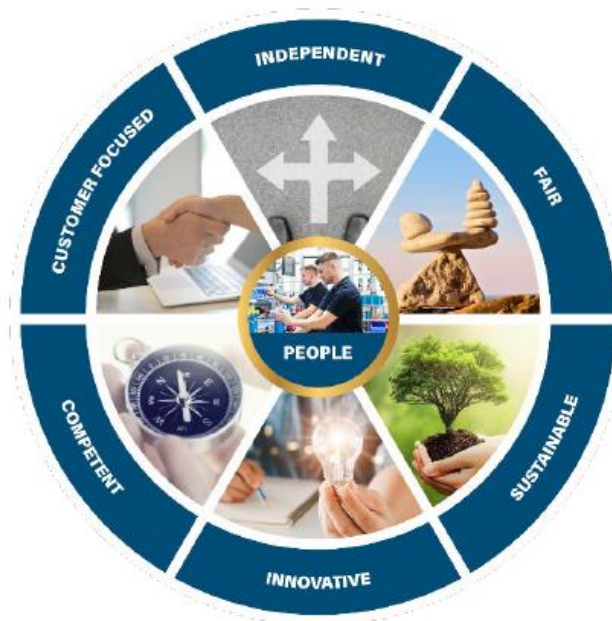 INDEPENDENT
FAIR
SUSTAINABLE
INNOVATIVE
COMPETENT
CUSTOMER FOCUSED
PEOPLE
N
E
S
W